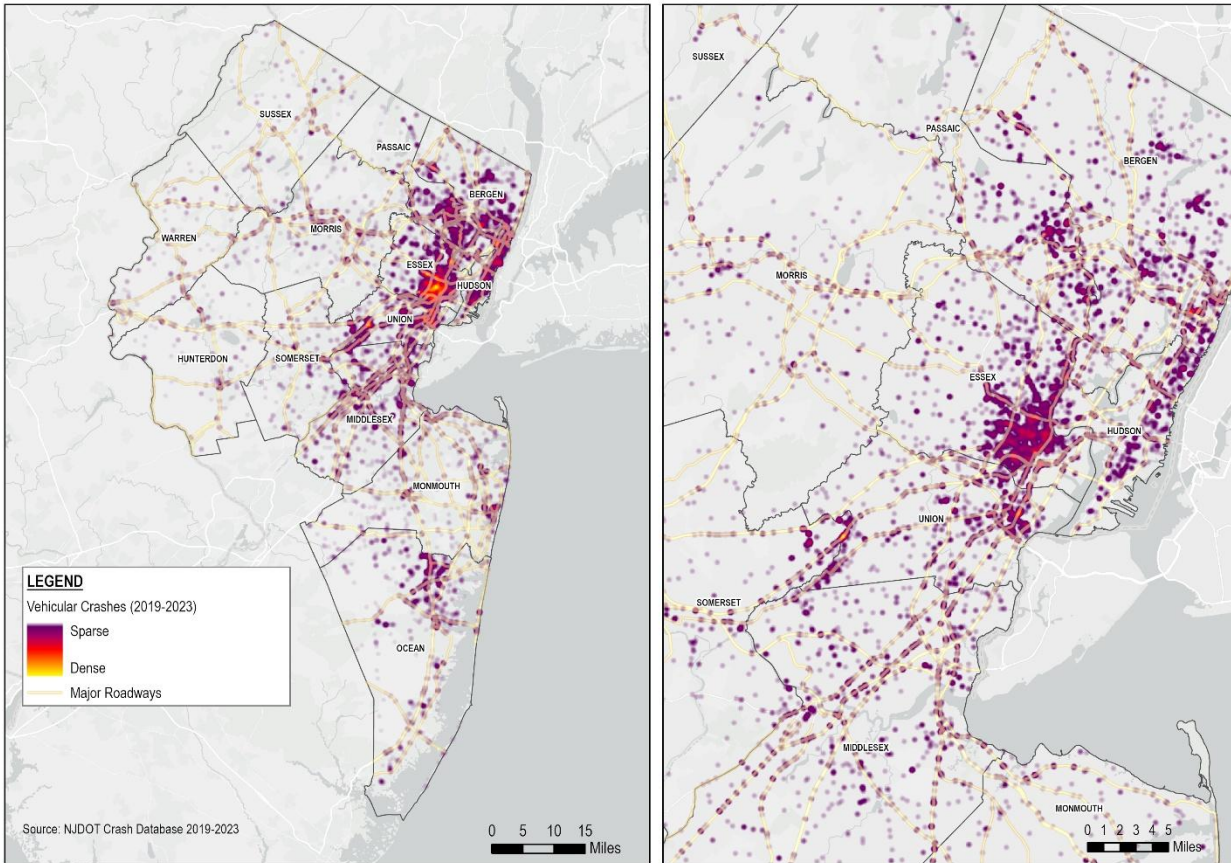 SUSSEX
PASSAIC
BERGEN
WARREN
MORRIS
ESSEX
HUDSON
UNION
HUNTERDON
SOMERSET
MIDDLESEX
MONMOUTH
OCEAN
LEGEND
Vehicular Crashes (2019-2023)
Sparse
Dense
Major Roadways
Source: NJDOT Crash Database 2019-2023
0 5 10 15
Miles
SUSSEX
PASSAIC
BERGEN
MORRIS
ESSEX
HUDSON
UNION
SOMERSET
MIDDLESEX
MONMOUTH
0 1 2 3 4 5
Miles